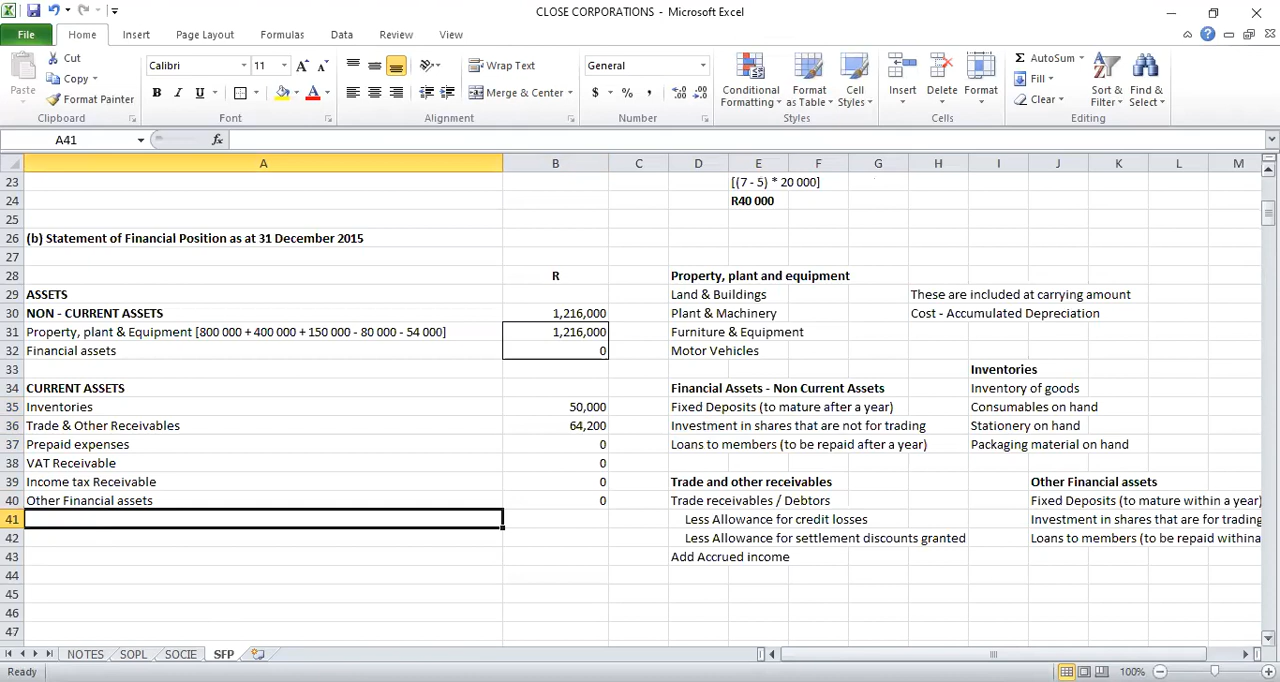 CLOSE CORPORATIONS - Microsoft Excel
File Home Insert Page Layout Formulas Data Review View
Paste
Cut
Copy
Format Painter
Clipboard
Calibri 11
B I U A
Font
Wrap Text
Merge & Center
Alignment
General
$ % ,
Number
Conditional Formatting
Format as Table
Cell Styles
Styles
Insert Delete Format
Cells
AutoSum
Fill
Clear
Sort & Filter
Find & Select
Editing
A41 fx
A B C D E F G H I J K L M
23 [(7 - 5) * 20 000]
24 R40 000
25
26 (b) Statement of Financial Position as at 31 December 2015
27
28 R Property, plant and equipment
29 ASSETS Land & Buildings These are included at carrying amount
30 NON - CURRENT ASSETS 1,216,000 Plant & Machinery Cost - Accumulated Depreciation
31 Property, plant & Equipment [800 000 + 400 000 + 150 000 - 80 000 - 54 000] 1,216,000 Furniture & Equipment
32 Financial assets 0 Motor Vehicles
33 Inventories
34 CURRENT ASSETS Financial Assets - Non Current Assets Inventory of goods
35 Inventories 50,000 Fixed Deposits (to mature after a year) Consumables on hand
36 Trade & Other Receivables 64,200 Investment in shares that are not for trading Stationery on hand
37 Prepaid expenses 0 Loans to members (to be repaid after a year) Packaging material on hand
38 VAT Receivable 0
39 Income tax Receivable 0 Trade and other receivables Other Financial assets
40 Other Financial assets 0 Trade receivables / Debtors Fixed Deposits (to mature within a year)
41 Less Allowance for credit losses Investment in shares that are for trading
42 Less Allowance for settlement discounts granted Loans to members (to be repaid withina
43 Add Accrued income
44
45
46
47
NOTES SOPL SOCIE SFP
Ready 100%